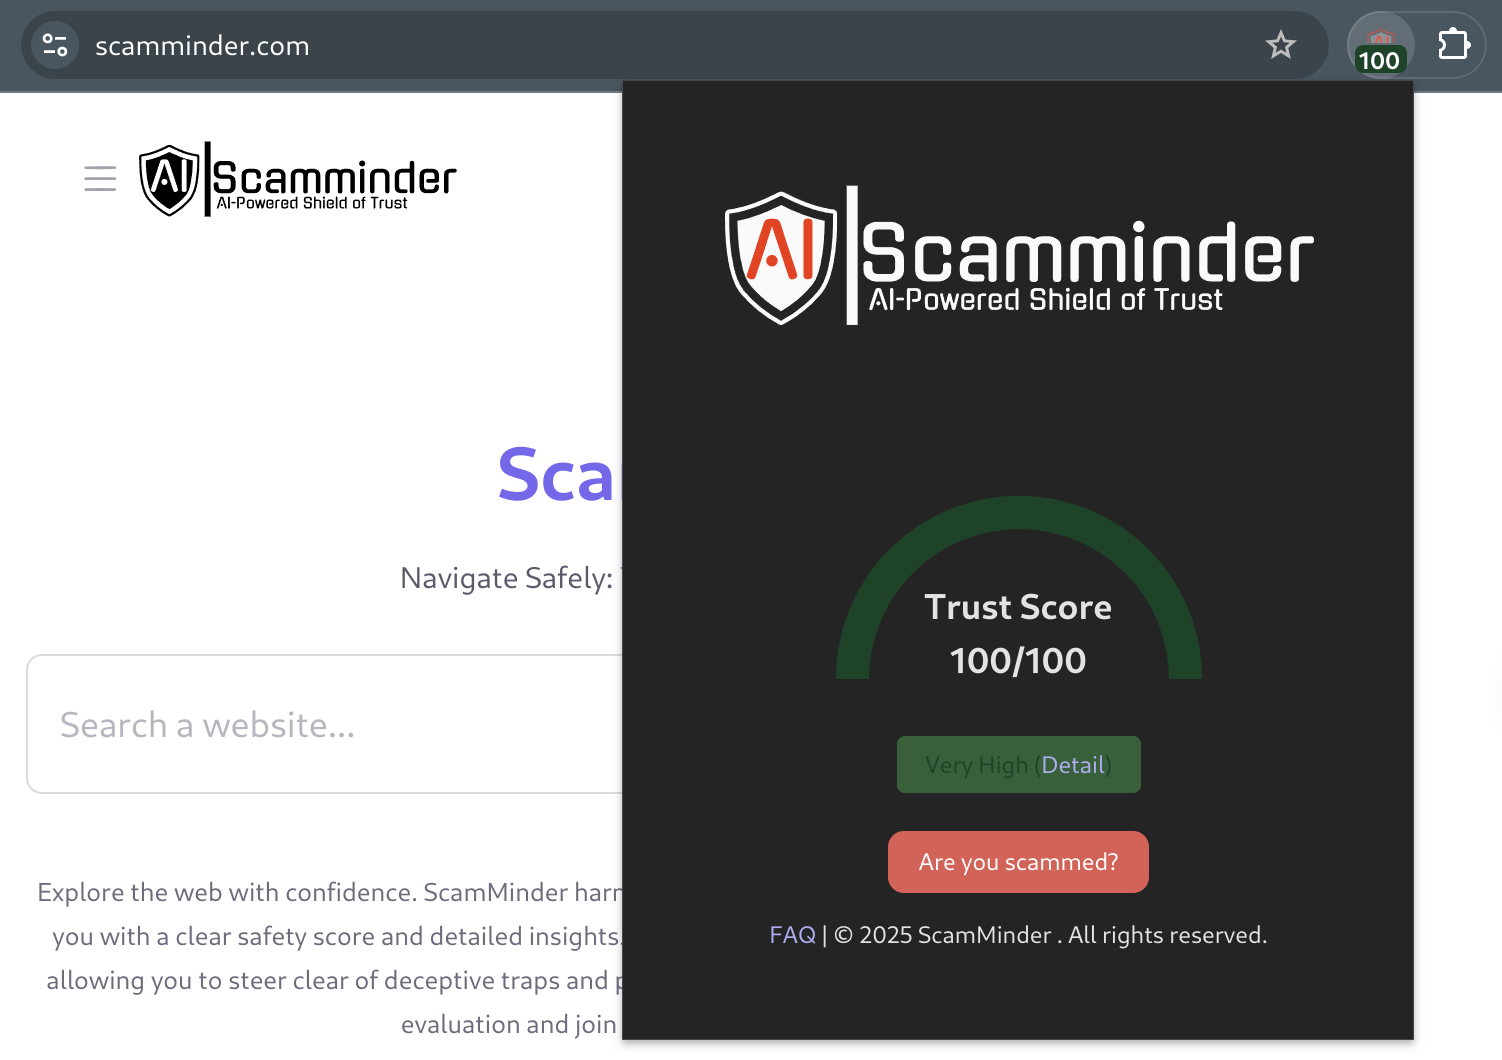 scamminder.com
100
AI Scamminder
AI-Powered Shield of Trust
Navigate Safely:
Search a website...
Explore the web with confidence. ScamMinder
you with a clear safety score and detailed insights.
allowing you to steer clear of deceptive traps and
evaluation and join
AI Scamminder
AI-Powered Shield of Trust
Trust Score
100/100
Very High (Detail)
Are you scammed?
FAQ | © 2025 ScamMinder . All rights reserved.